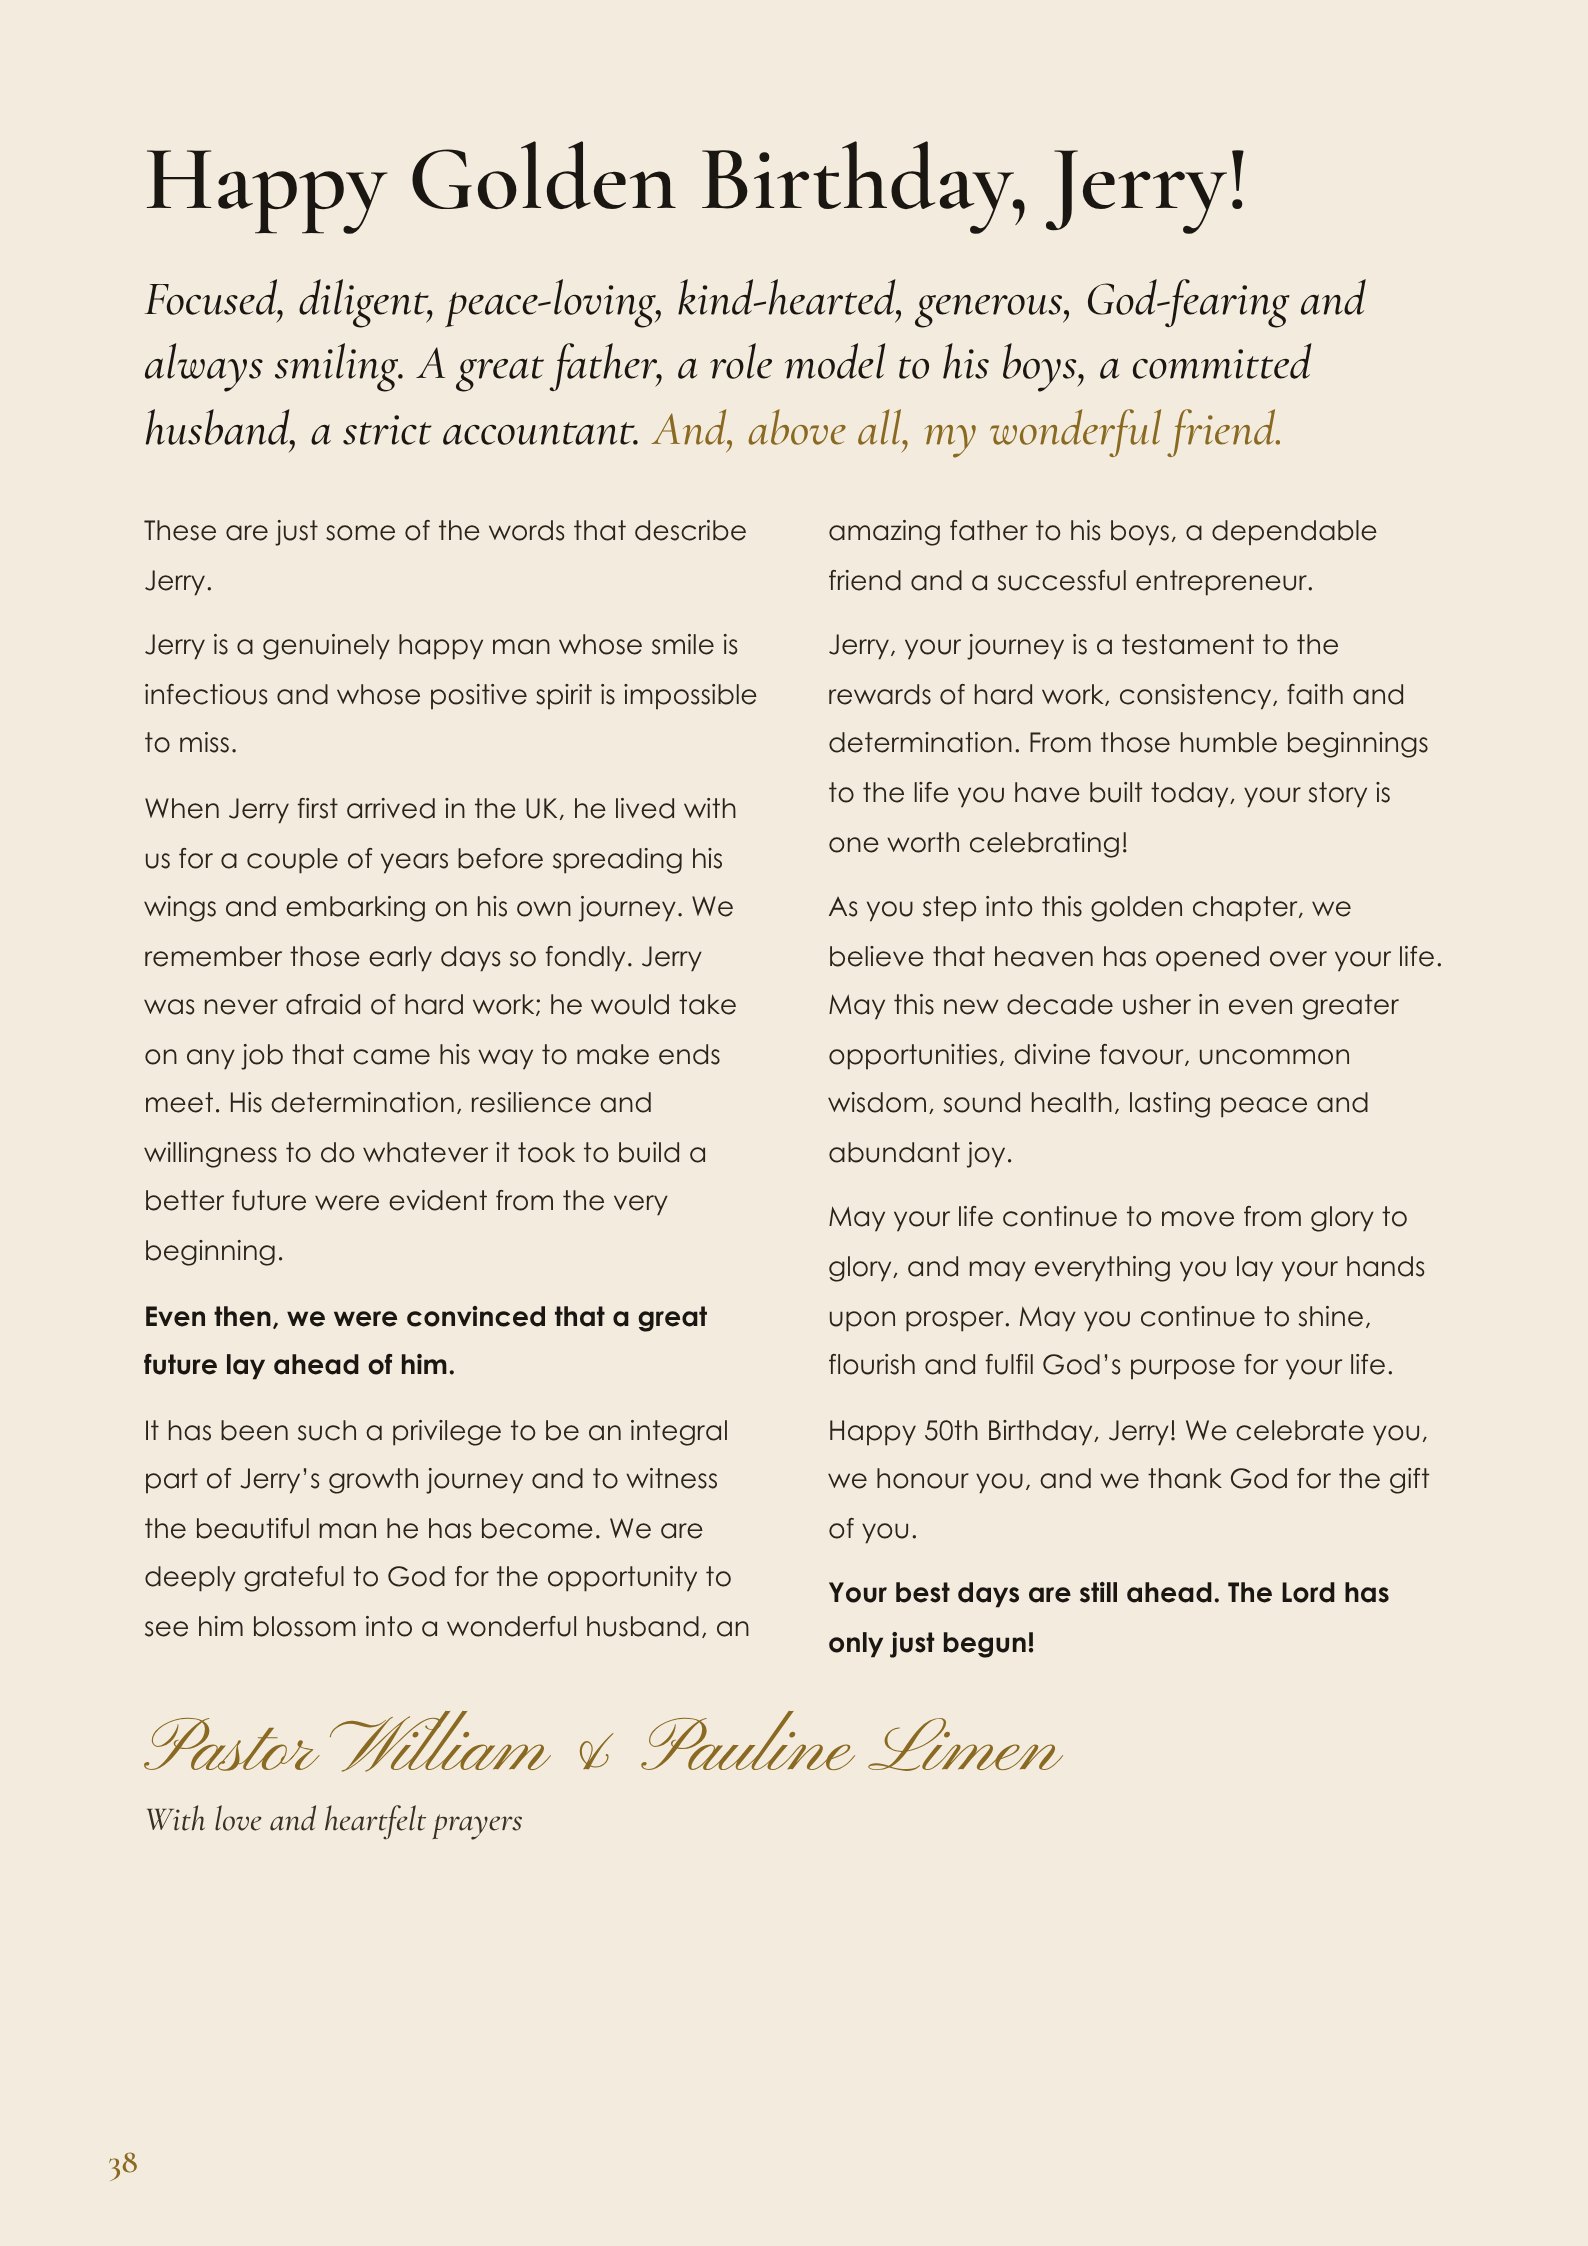 Happy Golden Birthday, Jerry!
Focused, diligent, peace-loving, kind-hearted, generous, God-fearing and
always smiling. A great father, a role model to his boys, a committed
husband, a strict accountant. And, above all, my wonderful friend.
These are just some of the words that describe
Jerry.
Jerry is a genuinely happy man whose smile is
infectious and whose positive spirit is impossible
to miss.
When Jerry first arrived in the UK, he lived with
us for a couple of years before spreading his
wings and embarking on his own journey. We
remember those early days so fondly. Jerry
was never afraid of hard work; he would take
on any job that came his way to make ends
meet. His determination, resilience and
willingness to do whatever it took to build a
better future were evident from the very
beginning.
Even then, we were convinced that a great
future lay ahead of him.
It has been such a privilege to be an integral
part of Jerry’s growth journey and to witness
the beautiful man he has become. We are
deeply grateful to God for the opportunity to
see him blossom into a wonderful husband, an
amazing father to his boys, a dependable
friend and a successful entrepreneur.
Jerry, your journey is a testament to the
rewards of hard work, consistency, faith and
determination. From those humble beginnings
to the life you have built today, your story is
one worth celebrating!
As you step into this golden chapter, we
believe that heaven has opened over your life.
May this new decade usher in even greater
opportunities, divine favour, uncommon
wisdom, sound health, lasting peace and
abundant joy.
May your life continue to move from glory to
glory, and may everything you lay your hands
upon prosper. May you continue to shine,
flourish and fulfil God’s purpose for your life.
Happy 50th Birthday, Jerry! We celebrate you,
we honour you, and we thank God for the gift
of you.
Your best days are still ahead. The Lord has
only just begun!
Pastor William & Pauline Limen
With love and heartfelt prayers
38